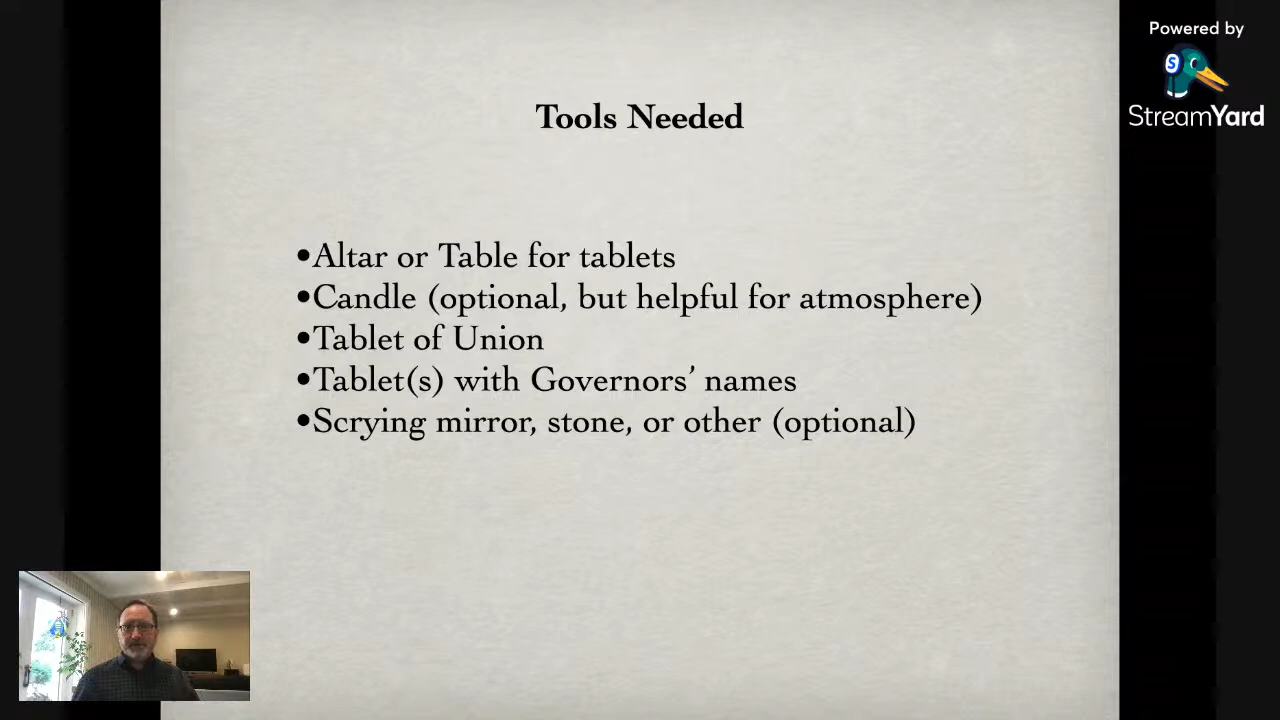 Powered by
StreamYard
Tools Needed
•Altar or Table for tablets
•Candle (optional, but helpful for atmosphere)
•Tablet of Union
•Tablet(s) with Governors’ names
•Scrying mirror, stone, or other (optional)